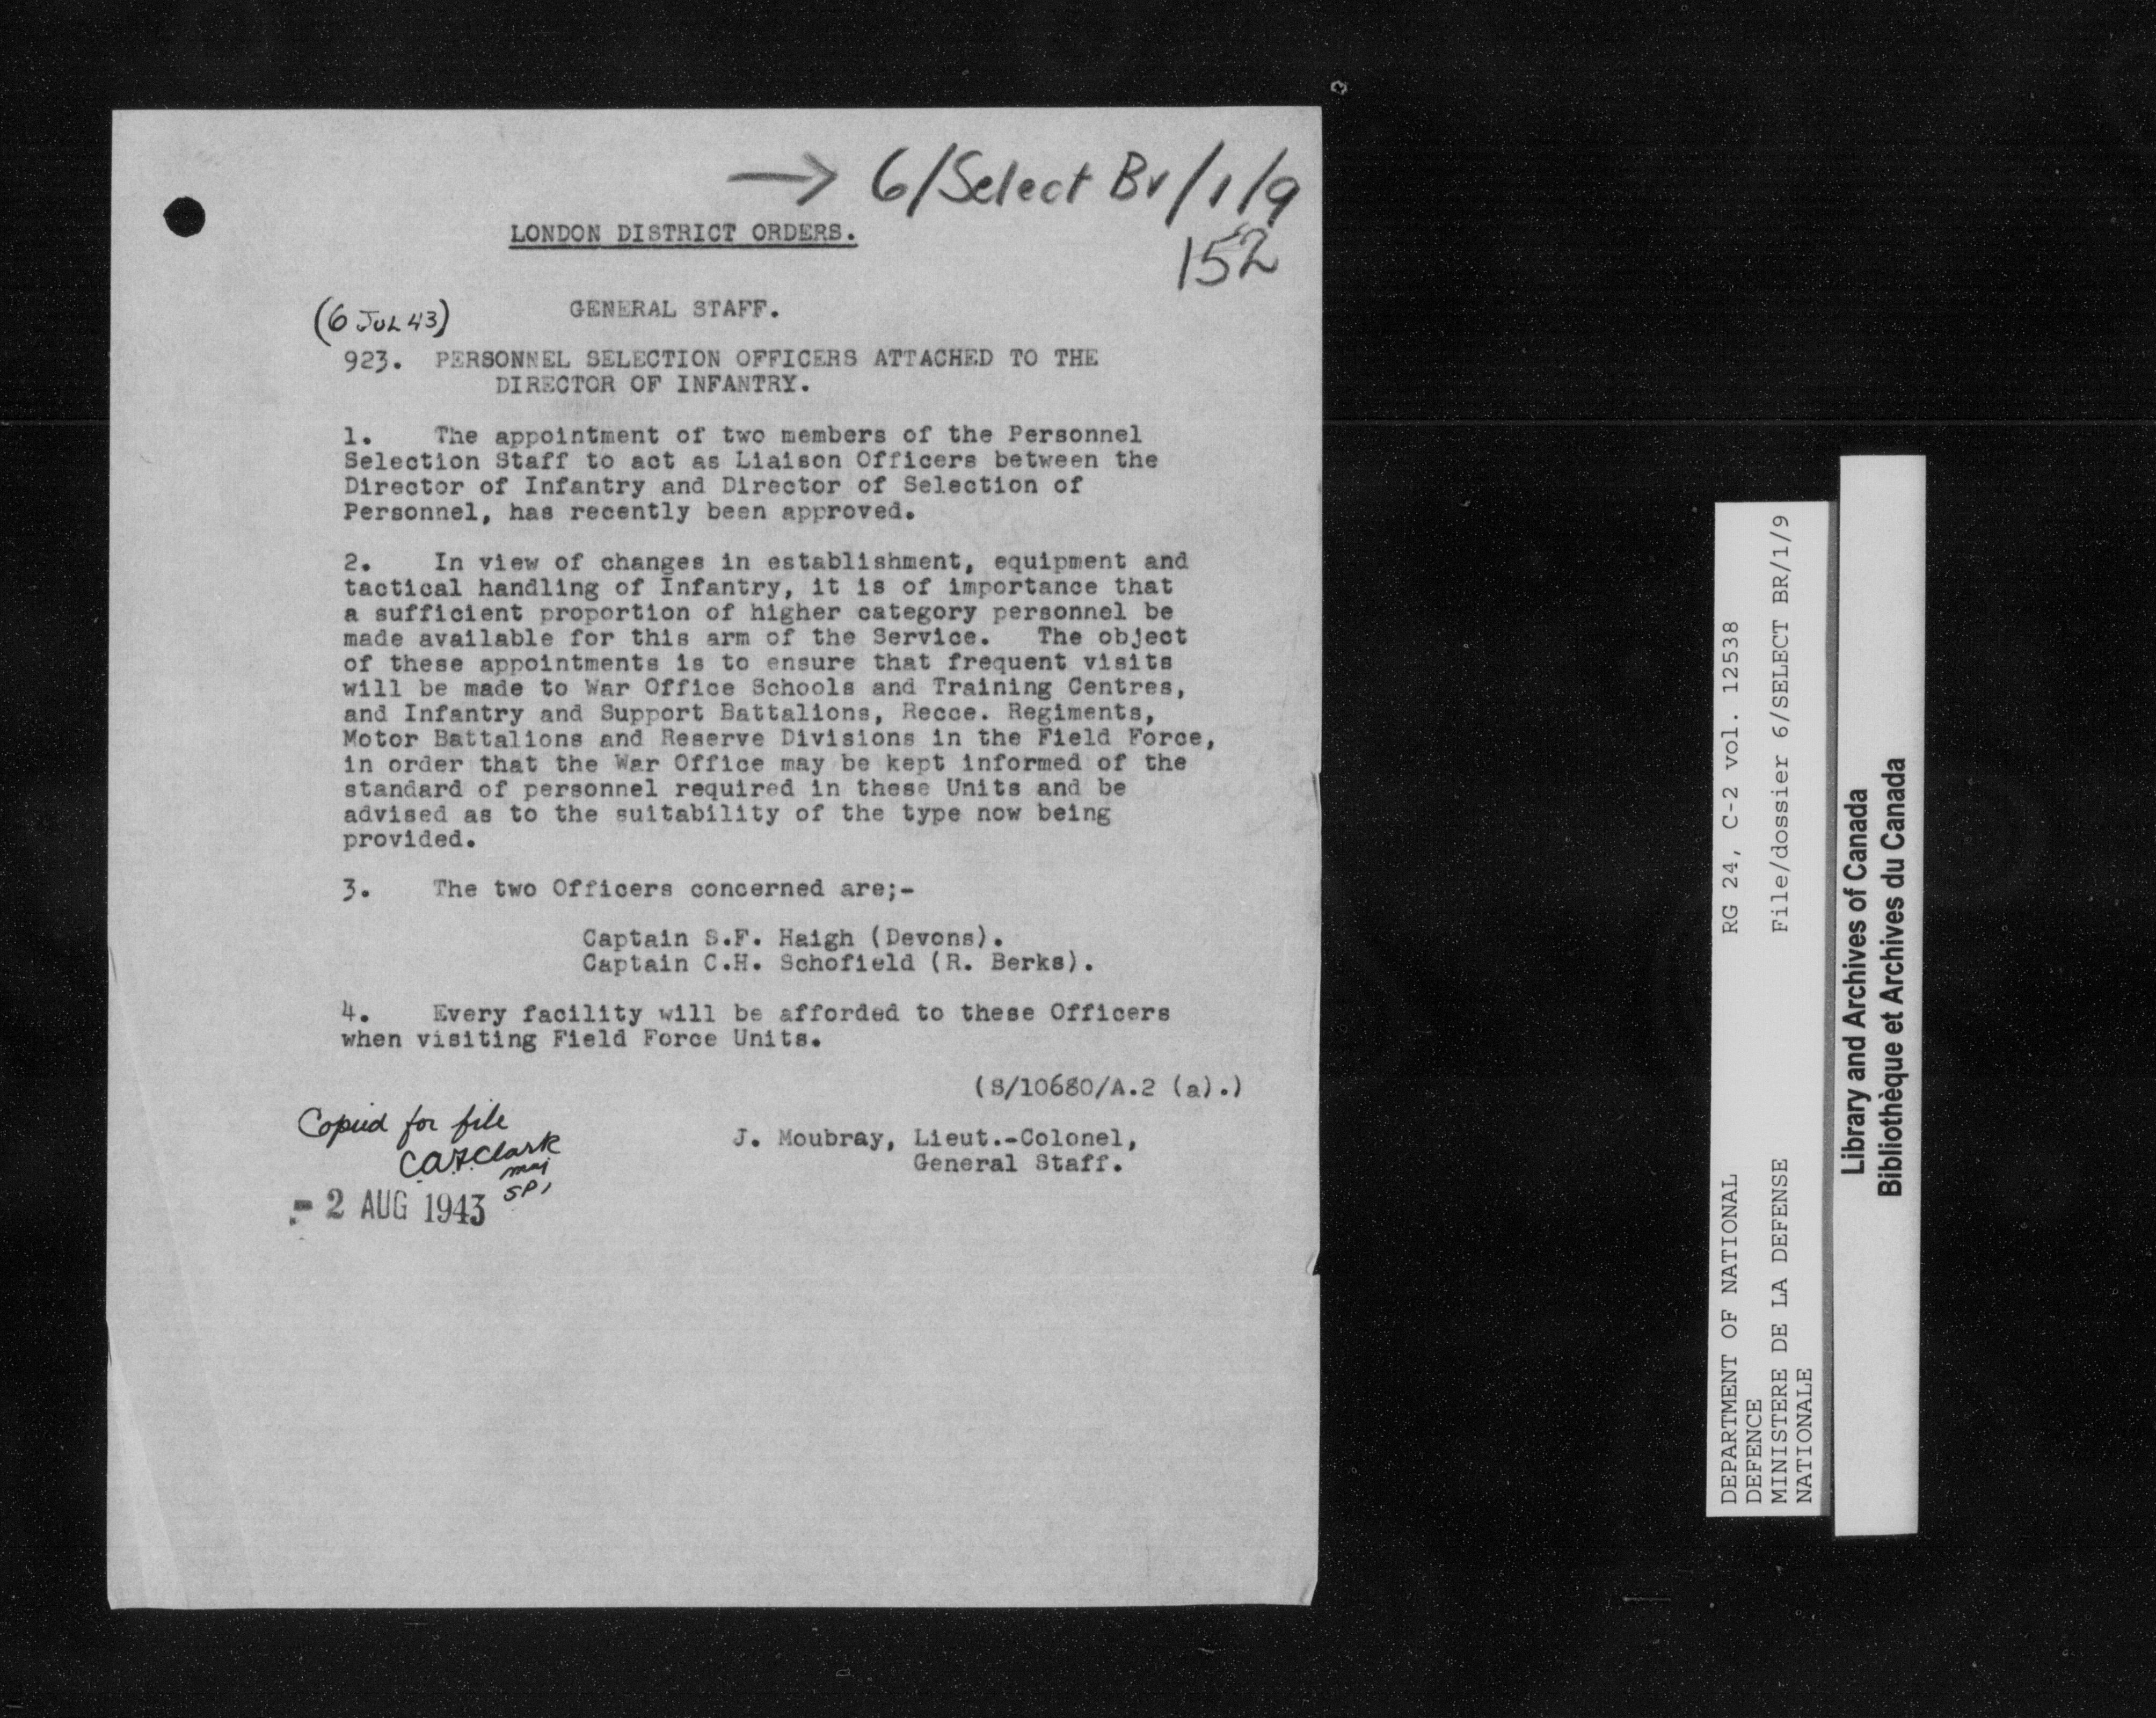 → 6/Select Br/1/9
152
LONDON DISTRICT ORDERS.
GENERAL STAFF.
(6 JUL 43)
923. PERSONNEL SELECTION OFFICERS ATTACHED TO THE
DIRECTOR OF INFANTRY.
1. The appointment of two members of the Personnel
Selection Staff to act as Liaison Officers between the
Director of Infantry and Director of Selection of
Personnel, has recently been approved.
2. In view of changes in establishment, equipment and
tactical handling of Infantry, it is of importance that
a sufficient proportion of higher category personnel be
made available for this arm of the Service. The object
of these appointments is to ensure that frequent visits
will be made to War Office Schools and Training Centres,
and Infantry and Support Battalions, Recce. Regiments,
Motor Battalions and Reserve Divisions in the Field Force,
in order that the War Office may be kept informed of the
standard of personnel required in these Units and be
advised as to the suitability of the type now being
provided.
3. The two Officers concerned are;-
Captain S.F. Haigh (Devons).
Captain C.H. Schofield (R. Berks).
4. Every facility will be afforded to these Officers
when visiting Field Force Units.
(S/10680/A.2 (a).)
J. Moubray, Lieut.-Colonel,
General Staff.
Copied for file
C.A.F. Clark
maj
SP1
- 2 AUG 1943
DEPARTMENT OF NATIONAL DEFENCE
RG 24, C-2 vol. 12538
MINISTERE DE LA DEFENSE NATIONALE
File/dossier 6/SELECT BR/1/9
Library and Archives of Canada
Bibliothèque et Archives du Canada